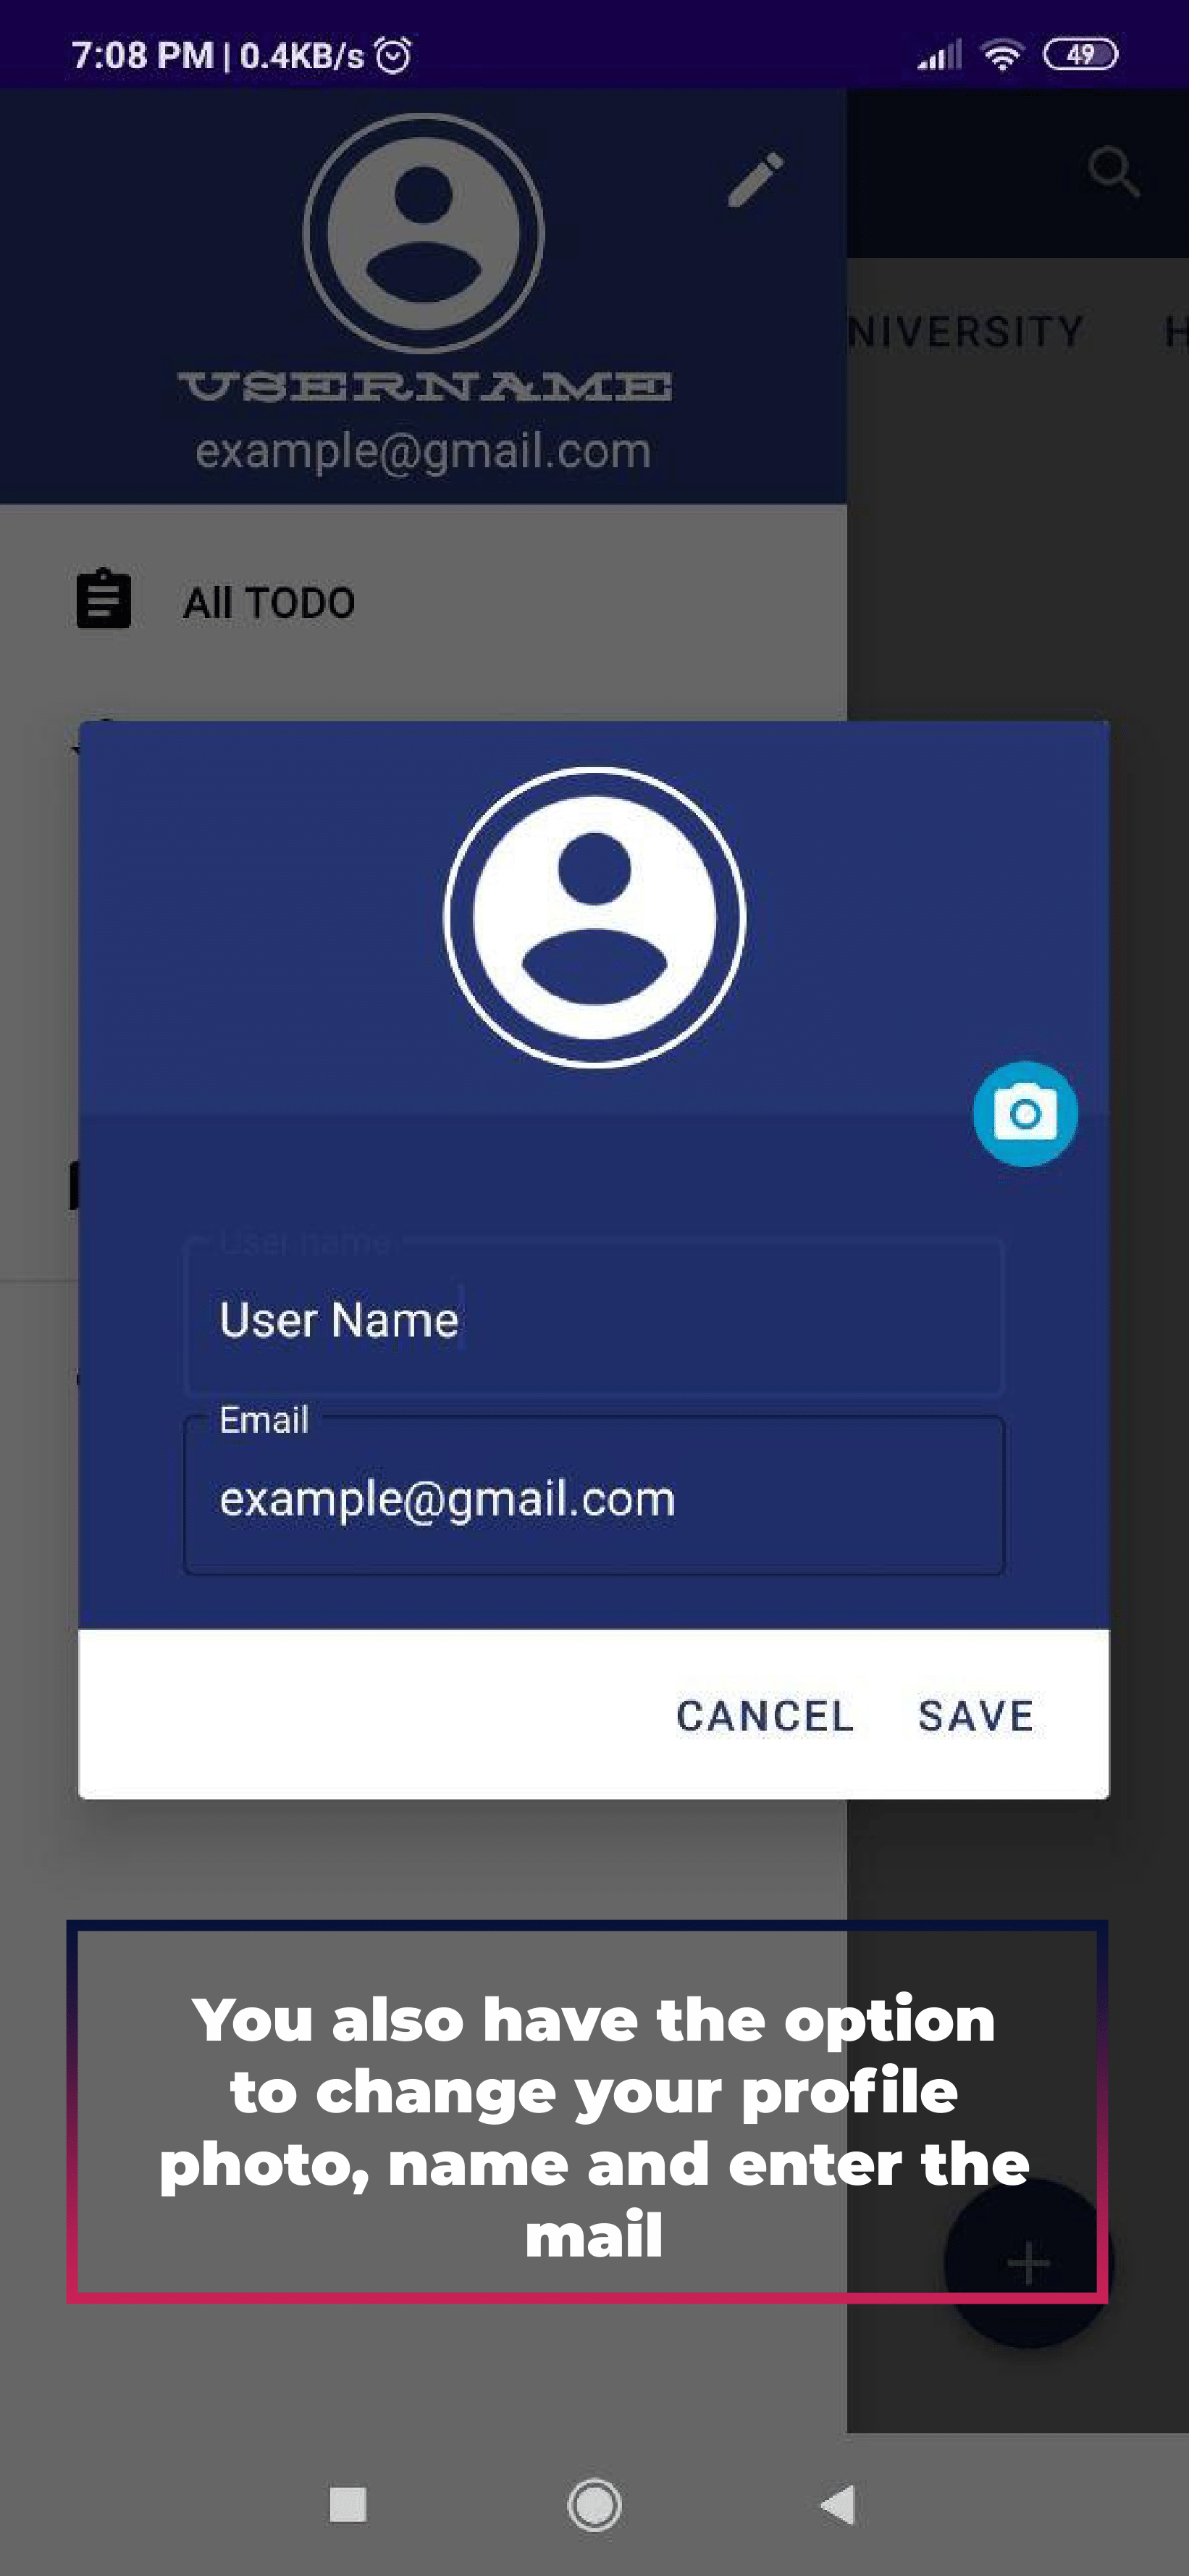 7:08 PM | 0.4KB/s
49
USERNAME
example@gmail.com
NIVERSITY H
All TODO
User name
User Name
Email
example@gmail.com
CANCEL SAVE
You also have the option
to change your profile
photo, name and enter the
mail